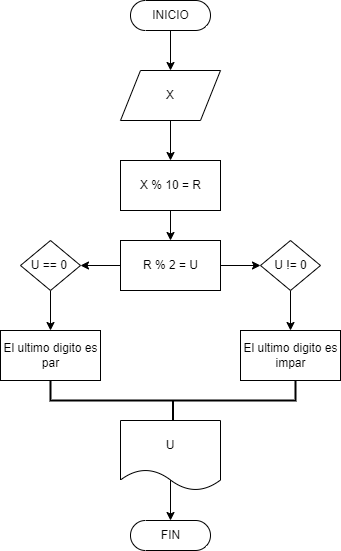 INICIO
X
X % 10 = R
R % 2 = U
U == 0
U != 0
El ultimo digito es
par
El ultimo digito es
impar
U
FIN